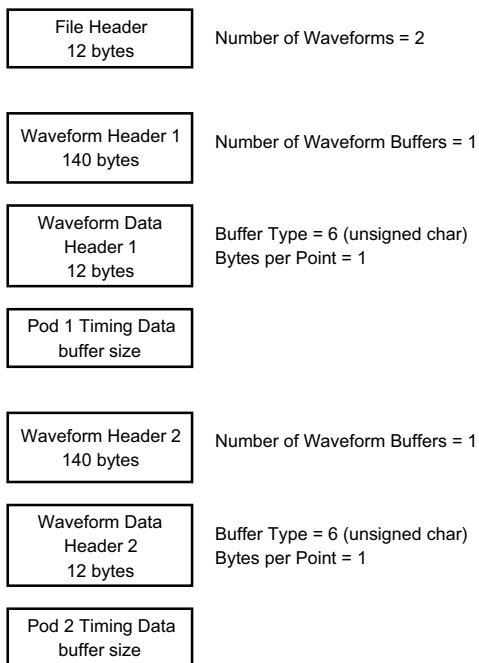 File Header
12 bytes
Number of Waveforms = 2
Waveform Header 1
140 bytes
Number of Waveform Buffers = 1
Waveform Data
Header 1
12 bytes
Buffer Type = 6 (unsigned char)
Bytes per Point = 1
Pod 1 Timing Data
buffer size
Waveform Header 2
140 bytes
Number of Waveform Buffers = 1
Waveform Data
Header 2
12 bytes
Buffer Type = 6 (unsigned char)
Bytes per Point = 1
Pod 2 Timing Data
buffer size